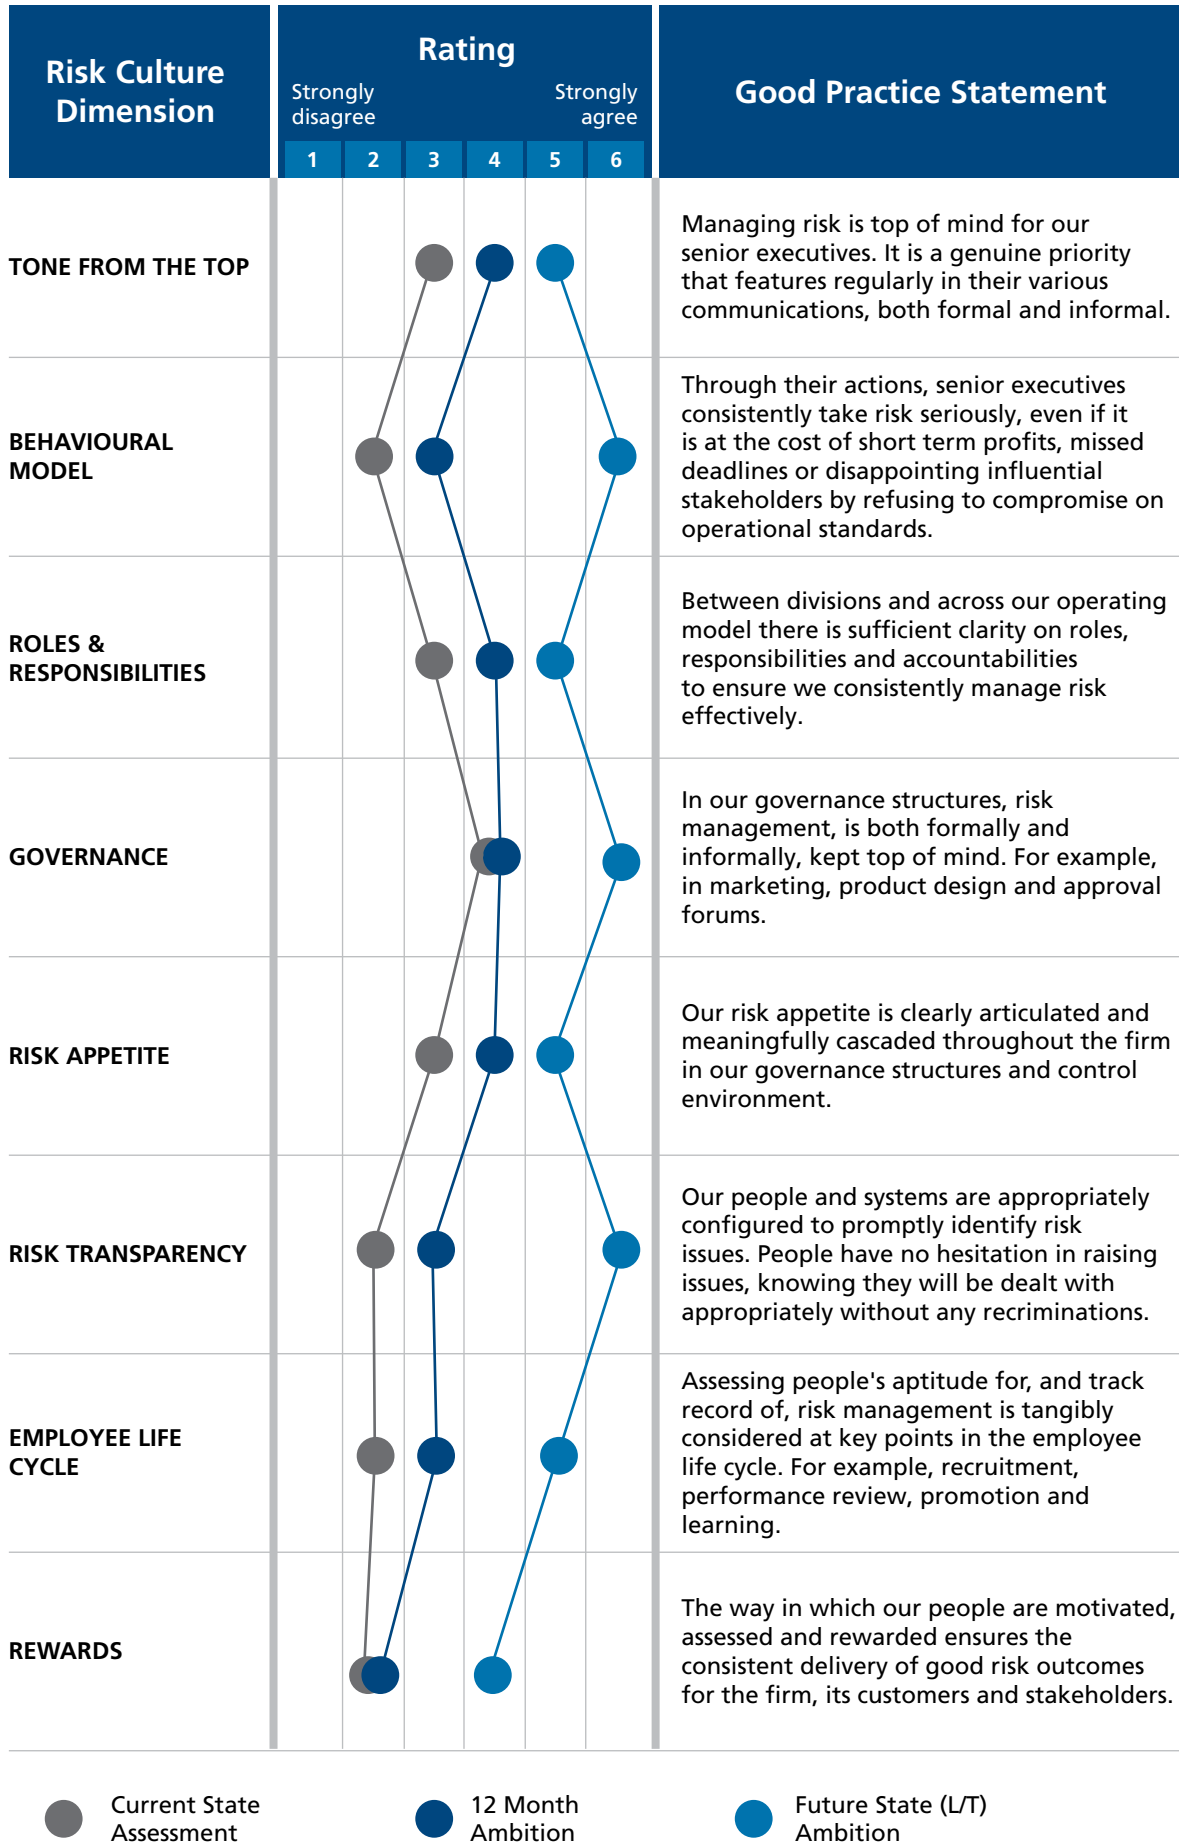 Risk Culture
Dimension
Rating
Strongly
disagree
Strongly
agree
1 2 3 4 5 6
Good Practice Statement
TONE FROM THE TOP
Managing risk is top of mind for our
senior executives. It is a genuine priority
that features regularly in their various
communications, both formal and informal.
BEHAVIOURAL
MODEL
Through their actions, senior executives
consistently take risk seriously, even if it
is at the cost of short term profits, missed
deadlines or disappointing influential
stakeholders by refusing to compromise on
operational standards.
ROLES &
RESPONSIBILITIES
Between divisions and across our operating
model there is sufficient clarity on roles,
responsibilities and accountabilities
to ensure we consistently manage risk
effectively.
GOVERNANCE
In our governance structures, risk
management, is both formally and
informally, kept top of mind. For example,
in marketing, product design and approval
forums.
RISK APPETITE
Our risk appetite is clearly articulated and
meaningfully cascaded throughout the firm
in our governance structures and control
environment.
RISK TRANSPARENCY
Our people and systems are appropriately
configured to promptly identify risk
issues. People have no hesitation in raising
issues, knowing they will be dealt with
appropriately without any recriminations.
EMPLOYEE LIFE
CYCLE
Assessing people's aptitude for, and track
record of, risk management is tangibly
considered at key points in the employee
life cycle. For example, recruitment,
performance review, promotion and
learning.
REWARDS
The way in which our people are motivated,
assessed and rewarded ensures the
consistent delivery of good risk outcomes
for the firm, its customers and stakeholders.
Current State
Assessment
12 Month
Ambition
Future State (L/T)
Ambition